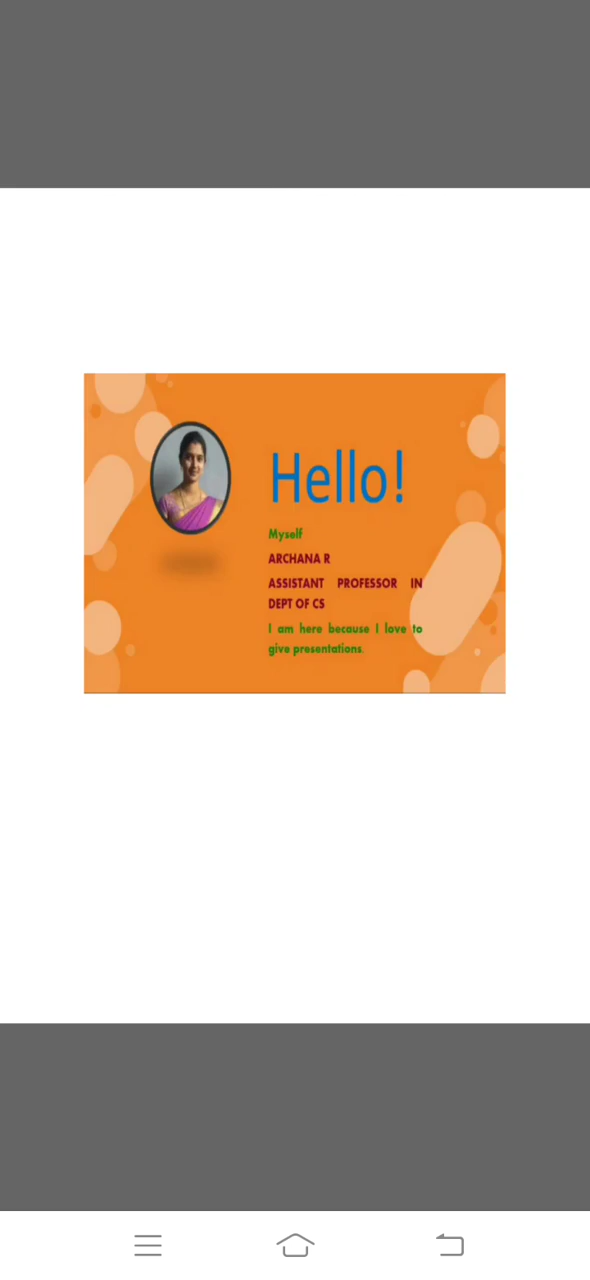 Hello!
Myself
ARCHANA R
ASSISTANT PROFESSOR IN
DEPT OF CS
I am here because I love to
give presentations.